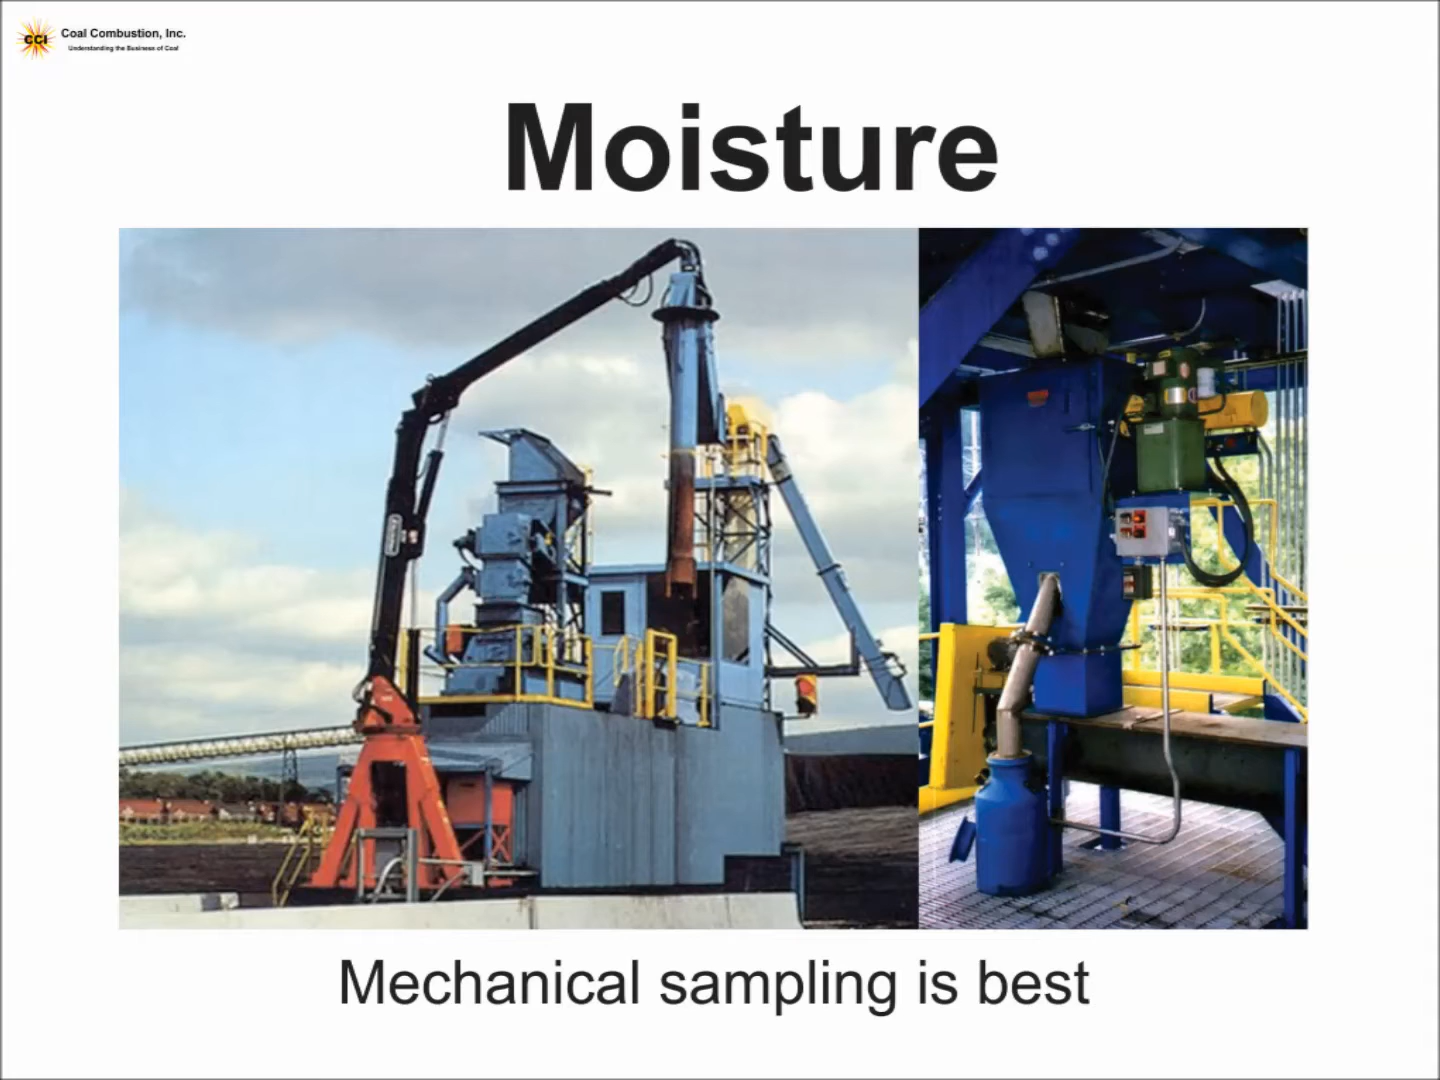 CCI
Coal Combustion, Inc.
Understanding the Business of Coal
Moisture
Mechanical sampling is best